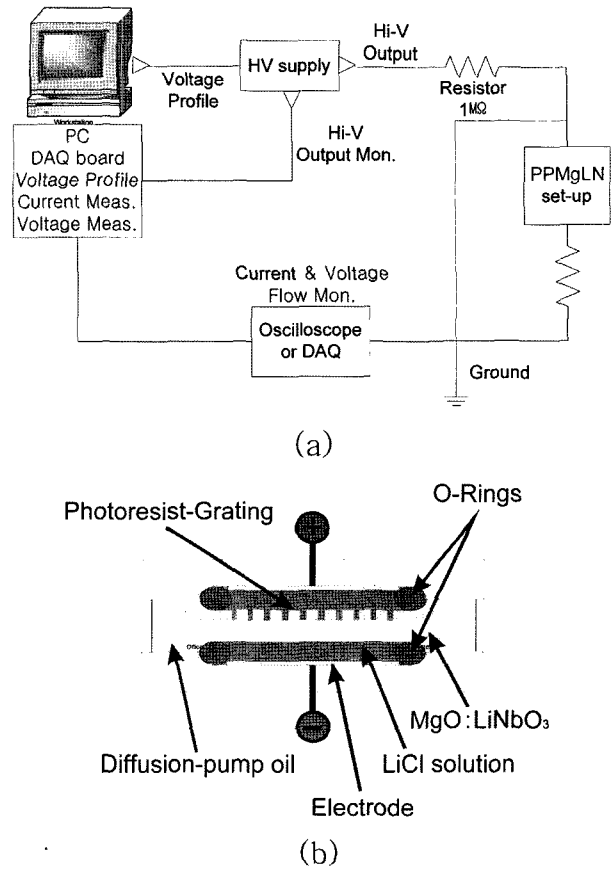 Workstation
Voltage
Profile
HV supply
Hi-V
Output
Resistor
1MΩ
PC
DAQ board
Voltage Profile
Current Meas.
Voltage Meas.
Hi-V
Output Mon.
PPMgLN
set-up
Current & Voltage
Flow Mon.
Oscilloscope
or DAQ
Ground
(a)
O-Rings
Photoresist-Grating
+
−
MgO:LiNbO₃
Diffusion-pump oil
LiCl solution
Electrode
(b)